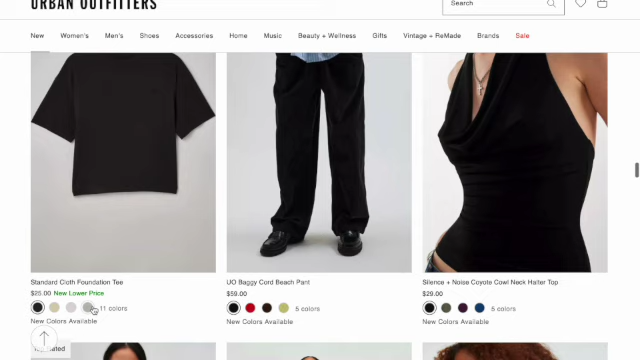 URBAN OUTFITTERS
Search
New Women's Men's Shoes Accessories Home Music Beauty + Wellness Gifts Vintage + ReMade Brands Sale
Standard Cloth Foundation Tee
$25.00 New Lower Price
11 colors
New Colors Available
UO Baggy Cord Beach Pant
$59.00
5 colors
New Colors Available
Silence + Noise Coyote Cowl Neck Halter Top
$29.00
5 colors
New Colors Available